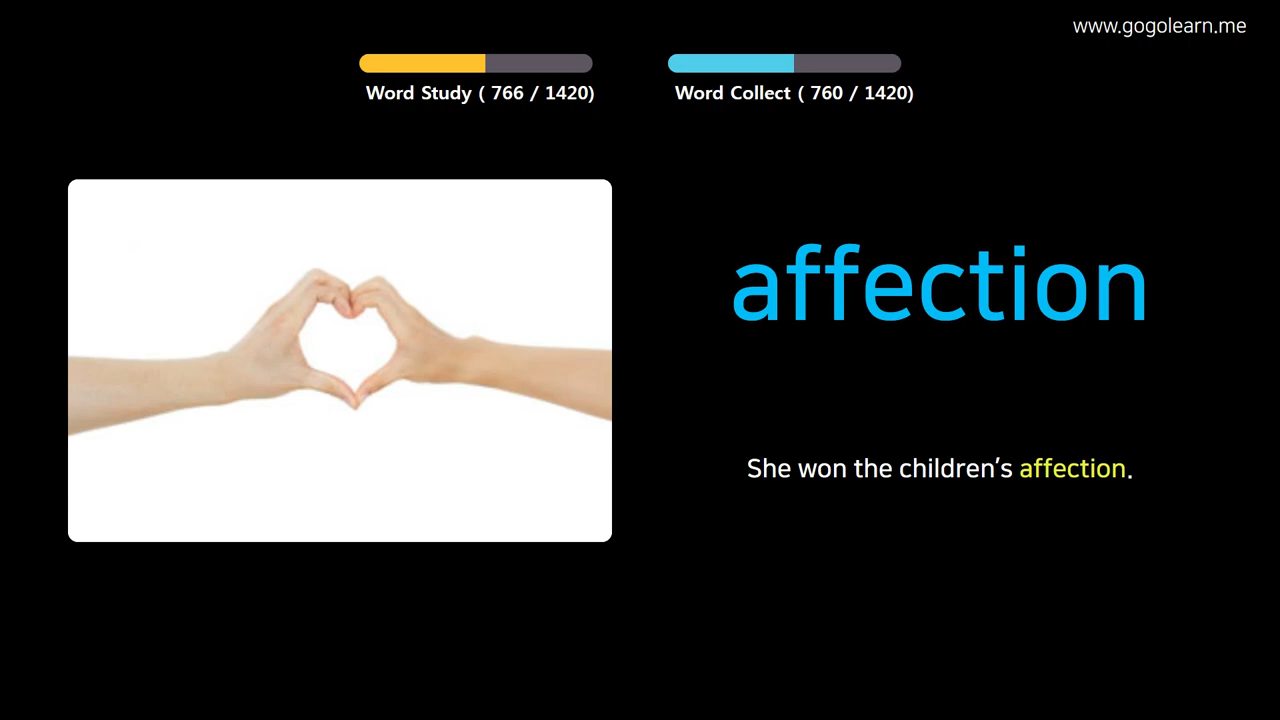 www.gogolearn.me
Word Study ( 766 / 1420)
Word Collect ( 760 / 1420)
affection
She won the children’s affection.